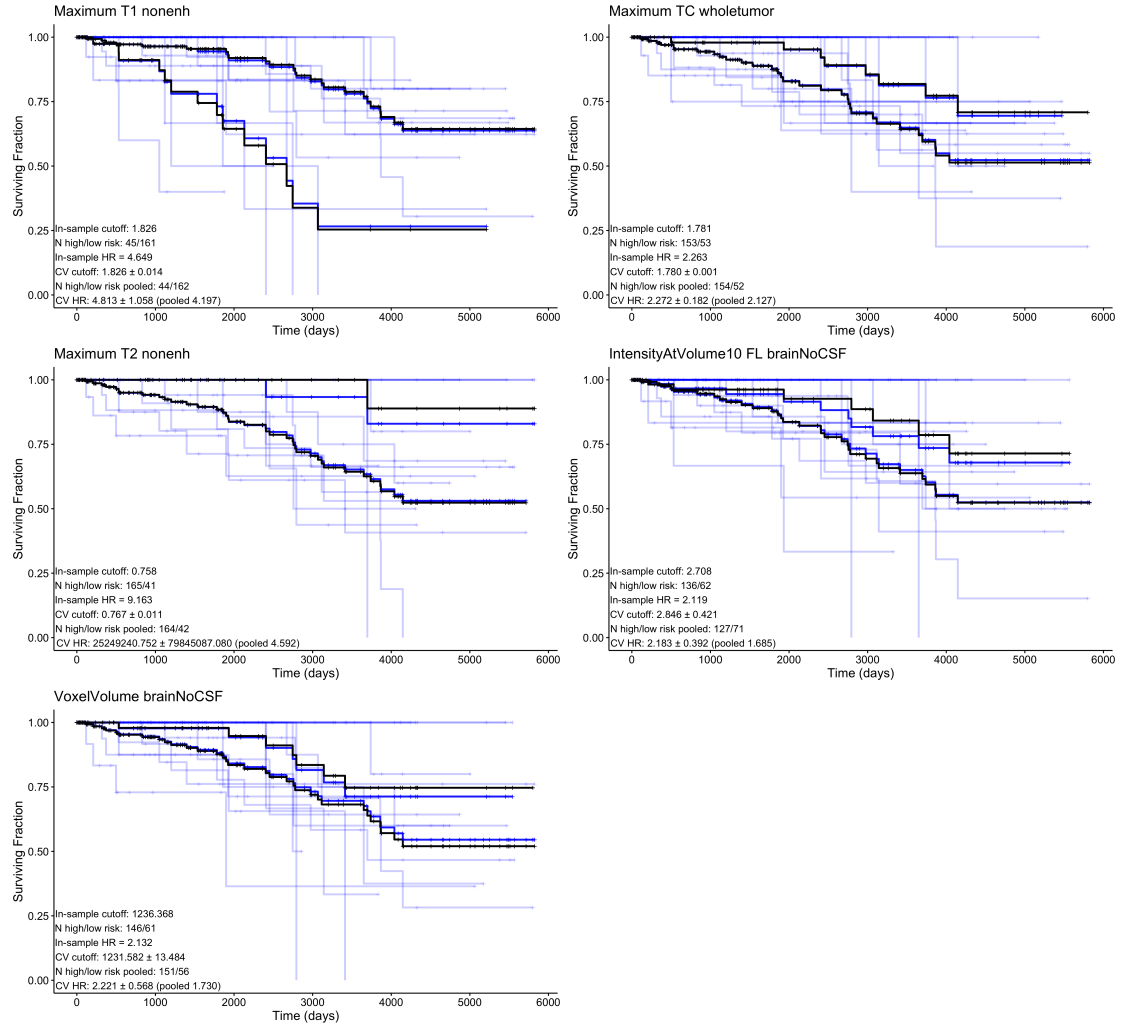 Maximum T1 nonenh
Surviving Fraction
1.00
0.75
0.50
0.25
0.00
In-sample cutoff: 1.826
N high/low risk: 45/161
In-sample HR = 4.649
CV cutoff: 1.826 ± 0.014
N high/low risk pooled: 44/162
CV HR: 4.813 ± 1.058 (pooled 4.197)
0 1000 2000 3000 4000 5000 6000
Time (days)
Maximum TC wholetumor
Surviving Fraction
1.00
0.75
0.50
0.25
0.00
In-sample cutoff: 1.781
N high/low risk: 153/53
In-sample HR = 2.263
CV cutoff: 1.780 ± 0.001
N high/low risk pooled: 154/52
CV HR: 2.272 ± 0.182 (pooled 2.127)
0 1000 2000 3000 4000 5000 6000
Time (days)
Maximum T2 nonenh
Surviving Fraction
1.00
0.75
0.50
0.25
0.00
In-sample cutoff: 0.758
N high/low risk: 165/41
In-sample HR = 9.163
CV cutoff: 0.767 ± 0.011
N high/low risk pooled: 164/42
CV HR: 25249240.752 ± 79845087.080 (pooled 4.592)
0 1000 2000 3000 4000 5000 6000
Time (days)
IntensityAtVolume10 FL brainNoCSF
Surviving Fraction
1.00
0.75
0.50
0.25
0.00
In-sample cutoff: 2.708
N high/low risk: 136/62
In-sample HR = 2.119
CV cutoff: 2.846 ± 0.421
N high/low risk pooled: 127/71
CV HR: 2.183 ± 0.392 (pooled 1.685)
0 1000 2000 3000 4000 5000 6000
Time (days)
VoxelVolume brainNoCSF
Surviving Fraction
1.00
0.75
0.50
0.25
0.00
In-sample cutoff: 1236.368
N high/low risk: 146/61
In-sample HR = 2.132
CV cutoff: 1231.582 ± 13.484
N high/low risk pooled: 151/56
CV HR: 2.221 ± 0.568 (pooled 1.730)
0 1000 2000 3000 4000 5000 6000
Time (days)